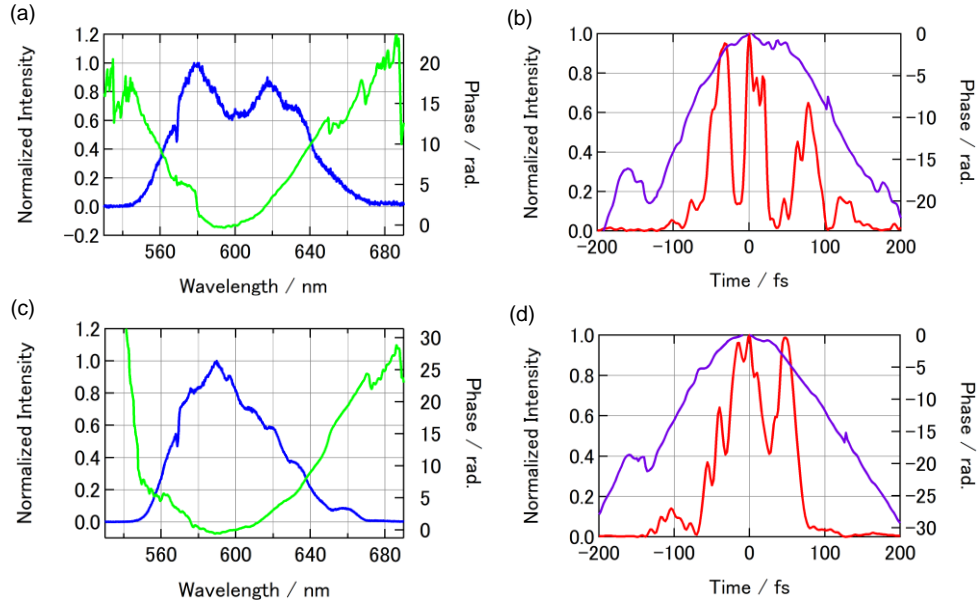 (a)
Normalized Intensity
1.2
1.0
0.8
0.6
0.4
0.2
0.0
−0.2
560 600 640 680
Wavelength / nm
20
15
10
5
0
Phase / rad.
(b)
Normalized Intensity
1.0
0.8
0.6
0.4
0.2
0.0
−200 −100 0 100 200
Time / fs
0
−5
−10
−15
−20
Phase / rad.
(c)
Normalized Intensity
1.2
1.0
0.8
0.6
0.4
0.2
0.0
560 600 640 680
Wavelength / nm
30
25
20
15
10
5
0
Phase / rad.
(d)
Normalized Intensity
1.0
0.8
0.6
0.4
0.2
0.0
−200 −100 0 100 200
Time / fs
0
−5
−10
−15
−20
−25
−30
Phase / rad.